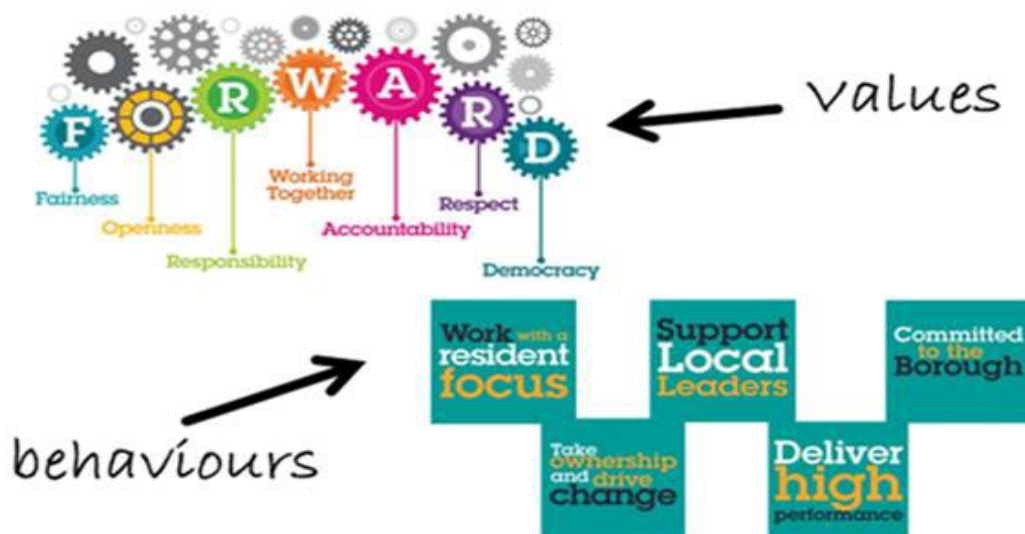 F O R W A R D
values
Fairness
Openness
Responsibility
Working
Together
Accountability
Respect
Democracy
behaviours
Work with a
resident
focus
Take
ownership
and drive
change
Support
Local
Leaders
Deliver
high
performance
Committed
to the
Borough